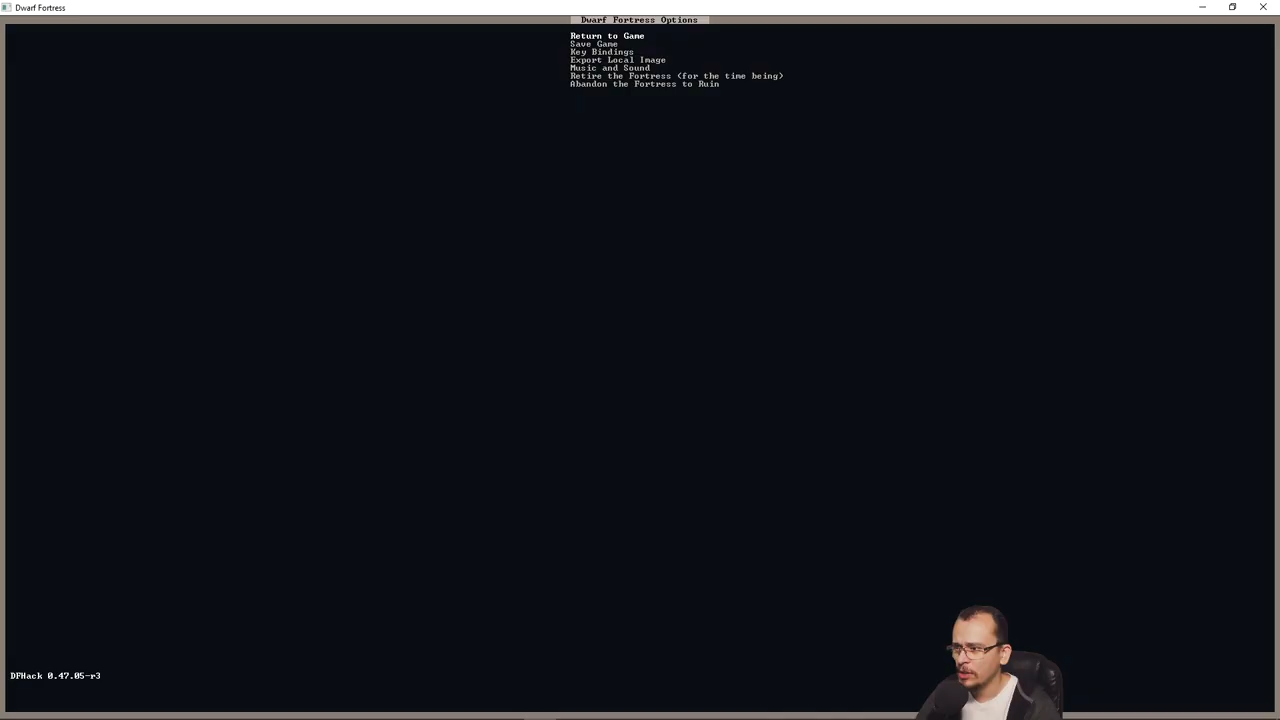 Dwarf Fortress
Dwarf Fortress Options
Return to Game
Save Game
Key Bindings
Export Local Image
Music and Sound
Retire the Fortress (for the time being)
Abandon the Fortress to Ruin
DFHack 0.47.05-r3